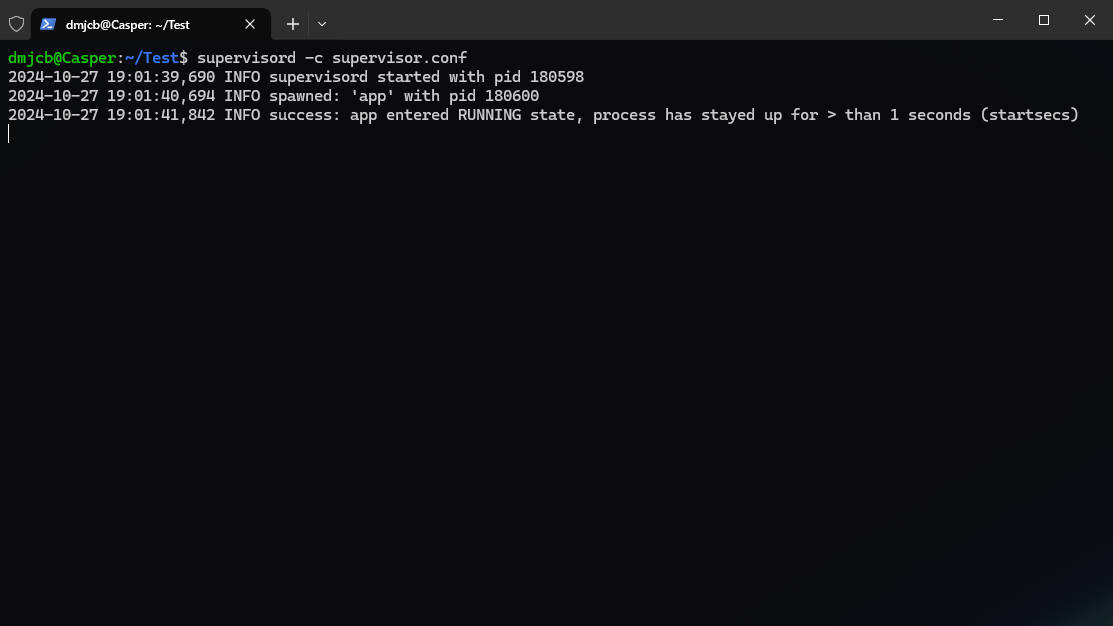 dmjcb@Casper: ~/Test
dmjcb@Casper:~/Test$ supervisord -c supervisor.conf
2024-10-27 19:01:39,690 INFO supervisord started with pid 180598
2024-10-27 19:01:40,694 INFO spawned: 'app' with pid 180600
2024-10-27 19:01:41,842 INFO success: app entered RUNNING state, process has stayed up for > than 1 seconds (startsecs)